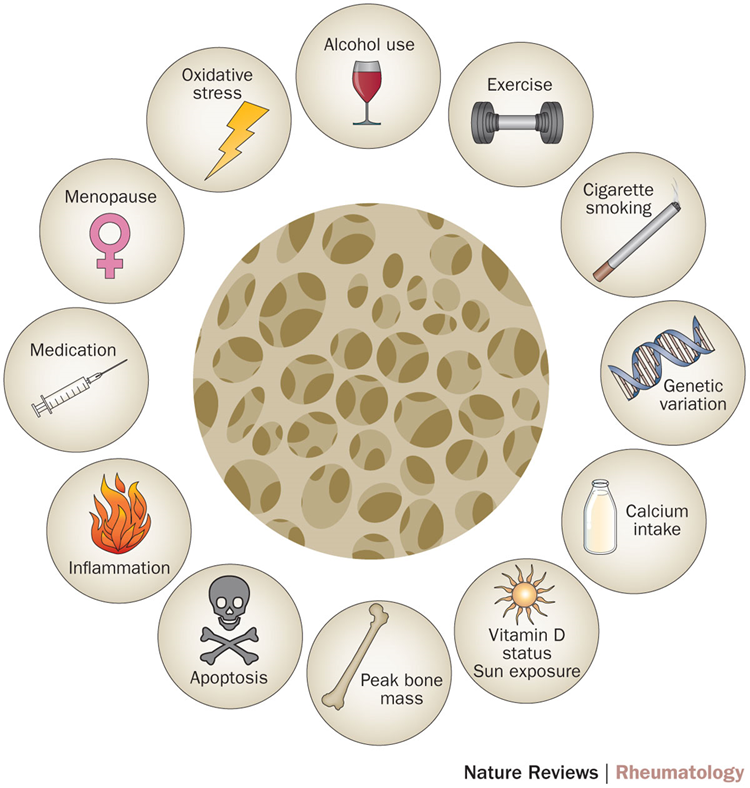 Alcohol use
Exercise
Cigarette
smoking
Genetic
variation
Calcium
intake
Vitamin D
status
Sun exposure
Peak bone
mass
Apoptosis
Inflammation
Medication
Menopause
Oxidative
stress
Nature Reviews | Rheumatology